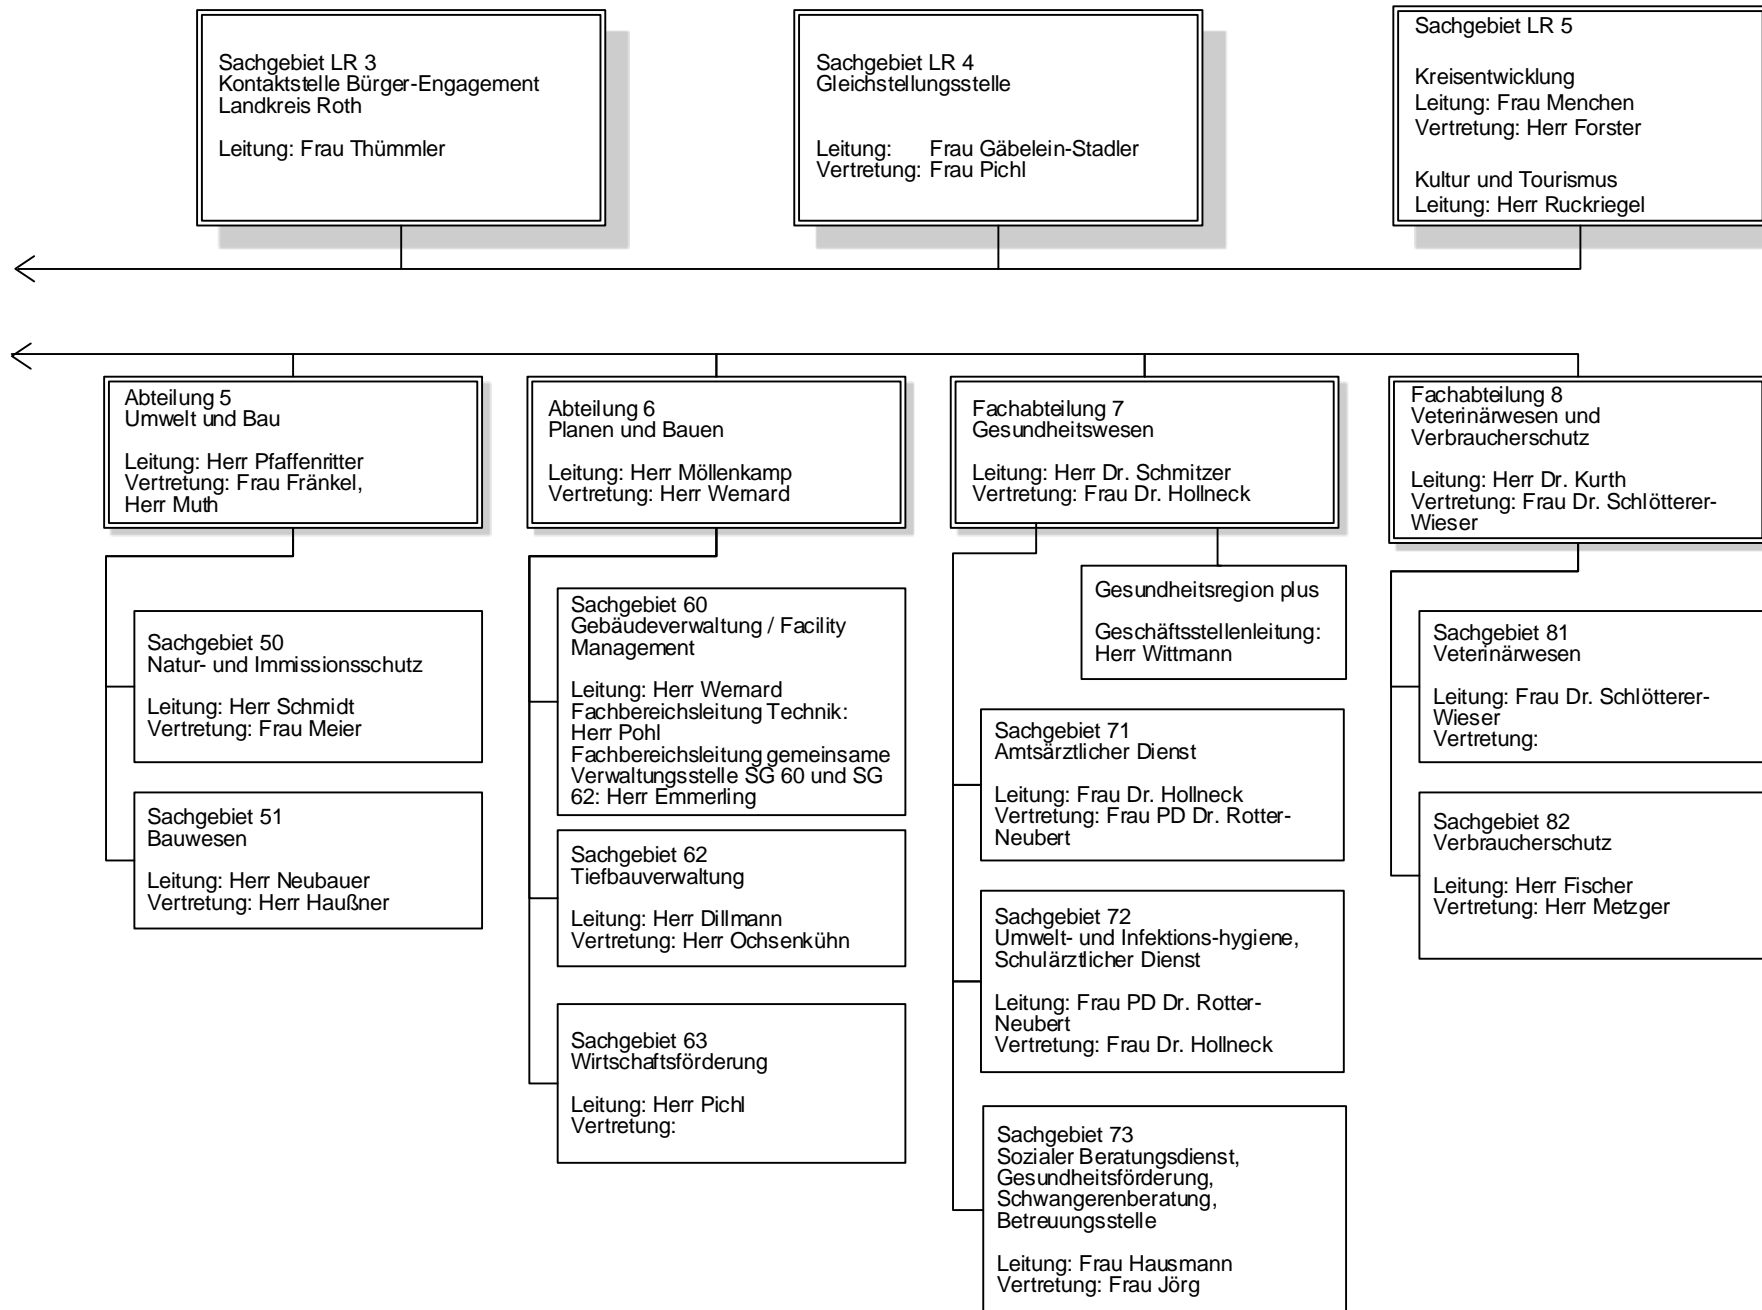 Sachgebiet LR 3
Kontaktstelle Bürger-Engagement
Landkreis Roth
Leitung: Frau Thümmler
Sachgebiet LR 4
Gleichstellungsstelle
Leitung: Frau Gäbelein-Stadler
Vertretung: Frau Pichl
Sachgebiet LR 5
Kreisentwicklung
Leitung: Frau Menchen
Vertretung: Herr Forster
Kultur und Tourismus
Leitung: Herr Ruckriegel
Abteilung 5
Umwelt und Bau
Leitung: Herr Pfaffenritter
Vertretung: Frau Fränkel,
Herr Muth
Abteilung 6
Planen und Bauen
Leitung: Herr Möllenkamp
Vertretung: Herr Wernard
Fachabteilung 7
Gesundheitswesen
Leitung: Herr Dr. Schmitzer
Vertretung: Frau Dr. Hollneck
Fachabteilung 8
Veterinärwesen und
Verbraucherschutz
Leitung: Herr Dr. Kurth
Vertretung: Frau Dr. Schlötterer-
Wieser
Sachgebiet 50
Natur- und Immissionsschutz
Leitung: Herr Schmidt
Vertretung: Frau Meier
Sachgebiet 51
Bauwesen
Leitung: Herr Neubauer
Vertretung: Herr Haußner
Sachgebiet 60
Gebäudeverwaltung / Facility
Management
Leitung: Herr Wernard
Fachbereichsleitung Technik:
Herr Pohl
Fachbereichsleitung gemeinsame
Verwaltungsstelle SG 60 und SG
62: Herr Emmerling
Sachgebiet 62
Tiefbauverwaltung
Leitung: Herr Dillmann
Vertretung: Herr Ochsenkühn
Sachgebiet 63
Wirtschaftsförderung
Leitung: Herr Pichl
Vertretung:
Gesundheitsregion plus
Geschäftsstellenleitung:
Herr Wittmann
Sachgebiet 71
Amtsärztlicher Dienst
Leitung: Frau Dr. Hollneck
Vertretung: Frau PD Dr. Rotter-
Neubert
Sachgebiet 72
Umwelt- und Infektions-hygiene,
Schulärztlicher Dienst
Leitung: Frau PD Dr. Rotter-
Neubert
Vertretung: Frau Dr. Hollneck
Sachgebiet 73
Sozialer Beratungsdienst,
Gesundheitsförderung,
Schwangerenberatung,
Betreuungsstelle
Leitung: Frau Hausmann
Vertretung: Frau Jörg
Sachgebiet 81
Veterinärwesen
Leitung: Frau Dr. Schlötterer-
Wieser
Vertretung:
Sachgebiet 82
Verbraucherschutz
Leitung: Herr Fischer
Vertretung: Herr Metzger